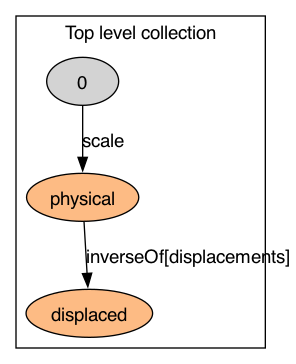 Top level collection
0
scale
physical
inverseOf[displacements]
displaced